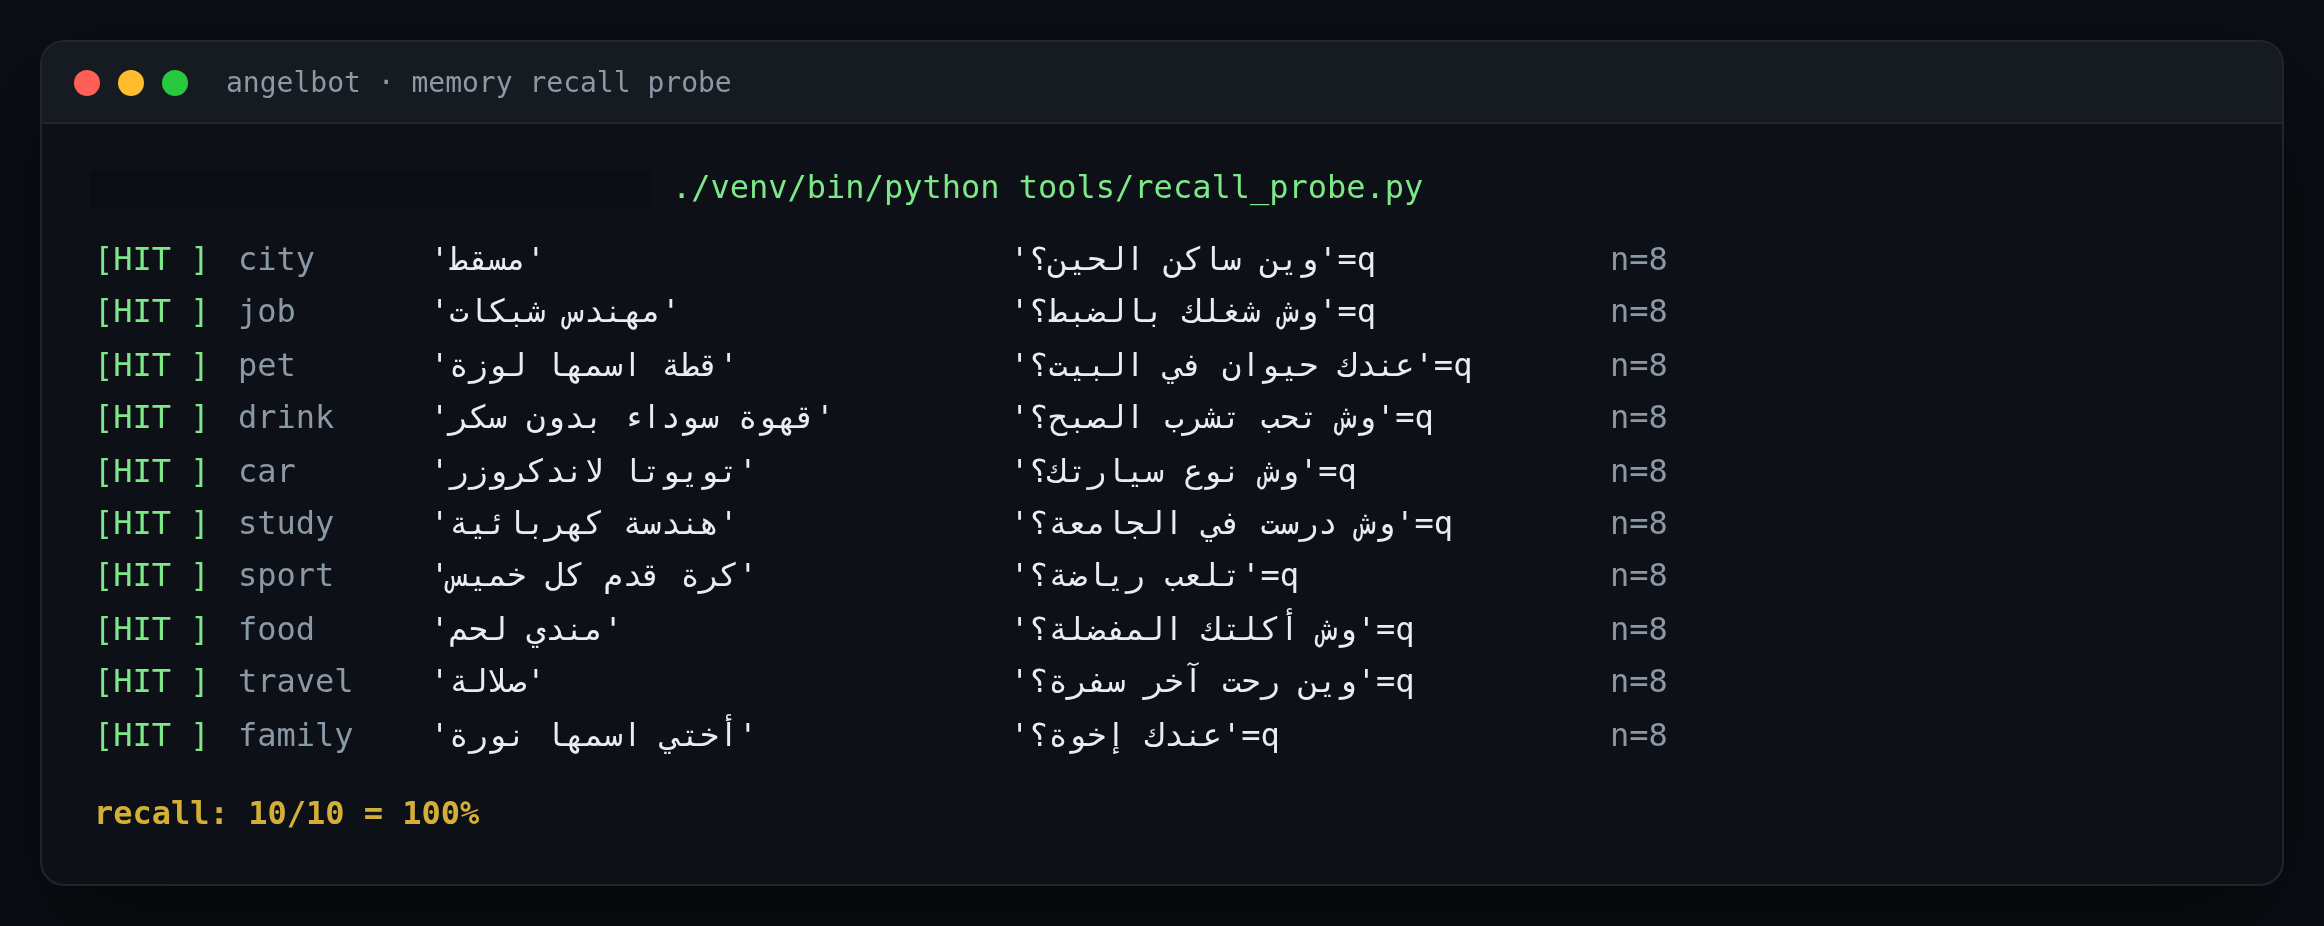 angelbot · memory recall probe
./venv/bin/python tools/recall_probe.py
[HIT ] city 'مسقط' q='وين ساكن الحين؟' n=8
[HIT ] job 'مهندس شبكات' q='وش شغلك بالضبط؟' n=8
[HIT ] pet 'قطة اسمها لوزة' q='عندك حيوان في البيت؟' n=8
[HIT ] drink 'قهوة سوداء بدون سكر' q='وش تحب تشرب الصبح؟' n=8
[HIT ] car 'تويوتا لاندكروزر' q='وش نوع سيارتك؟' n=8
[HIT ] study 'هندسة كهربائية' q='وش درست في الجامعة؟' n=8
[HIT ] sport 'كرة قدم كل خميس' q='تلعب رياضة؟' n=8
[HIT ] food 'مندي لحم' q='وش أكلتك المفضلة؟' n=8
[HIT ] travel 'صلالة' q='وين رحت آخر سفرة؟' n=8
[HIT ] family 'أختي اسمها نورة' q='عندك إخوة؟' n=8
recall: 10/10 = 100%